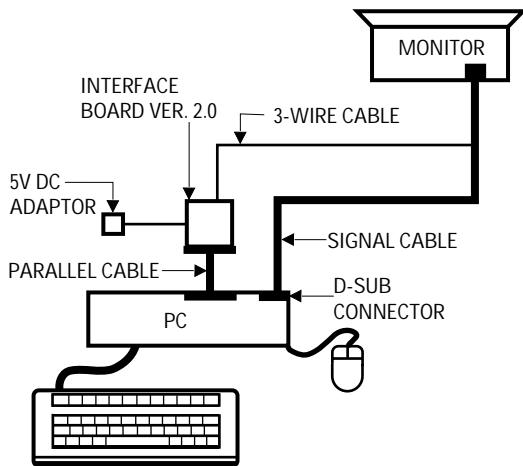 MONITOR
INTERFACE
BOARD VER. 2.0
3-WIRE CABLE
5V DC
ADAPTOR
SIGNAL CABLE
PARALLEL CABLE
D-SUB
CONNECTOR
PC